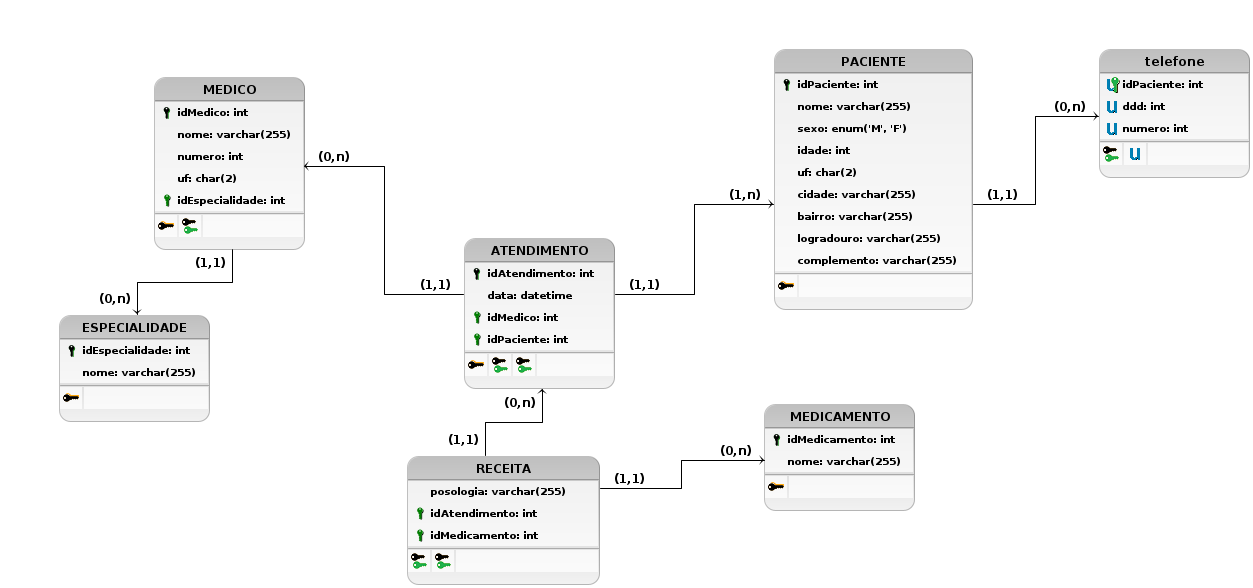 MEDICO
idMedico: int
nome: varchar(255)
numero: int
uf: char(2)
idEspecialidade: int
(0,n)
(1,1)
(1,1)
(0,n)
ESPECIALIDADE
idEspecialidade: int
nome: varchar(255)
ATENDIMENTO
idAtendimento: int
data: datetime
idMedico: int
idPaciente: int
(1,1)
(1,n)
PACIENTE
idPaciente: int
nome: varchar(255)
sexo: enum('M', 'F')
idade: int
uf: char(2)
cidade: varchar(255)
bairro: varchar(255)
logradouro: varchar(255)
complemento: varchar(255)
(1,1)
(0,n)
telefone
idPaciente: int
ddd: int
numero: int
(0,n)
(1,1)
RECEITA
posologia: varchar(255)
idAtendimento: int
idMedicamento: int
(1,1)
(0,n)
MEDICAMENTO
idMedicamento: int
nome: varchar(255)